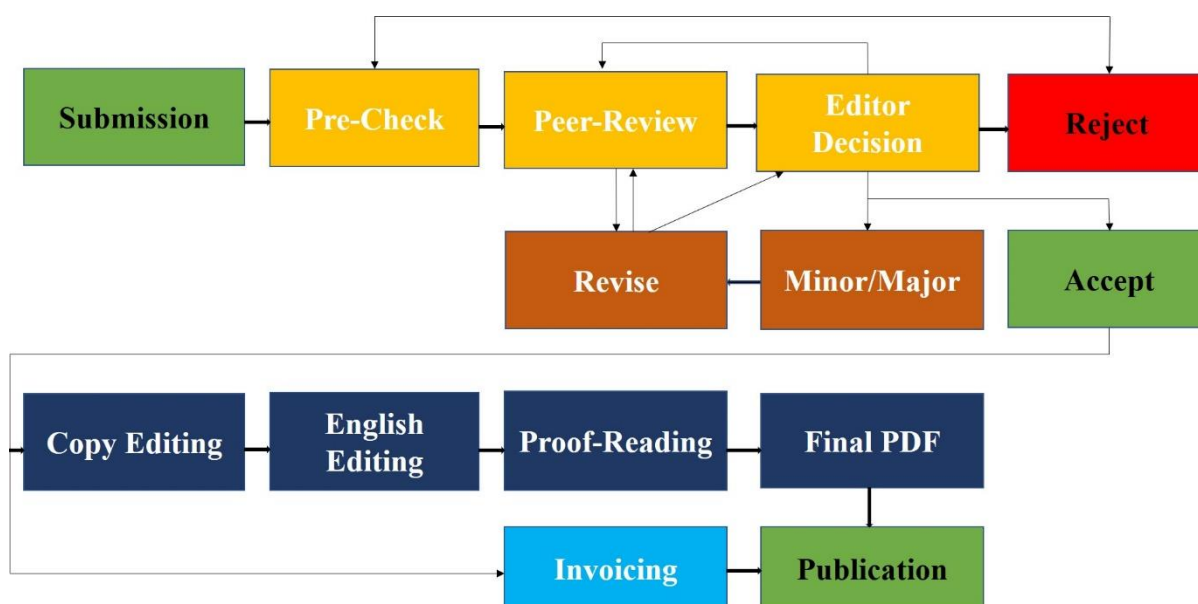 Submission
Pre-Check
Peer-Review
Editor
Decision
Reject
Revise
Minor/Major
Accept
Copy Editing
English
Editing
Proof-Reading
Final PDF
Invoicing
Publication